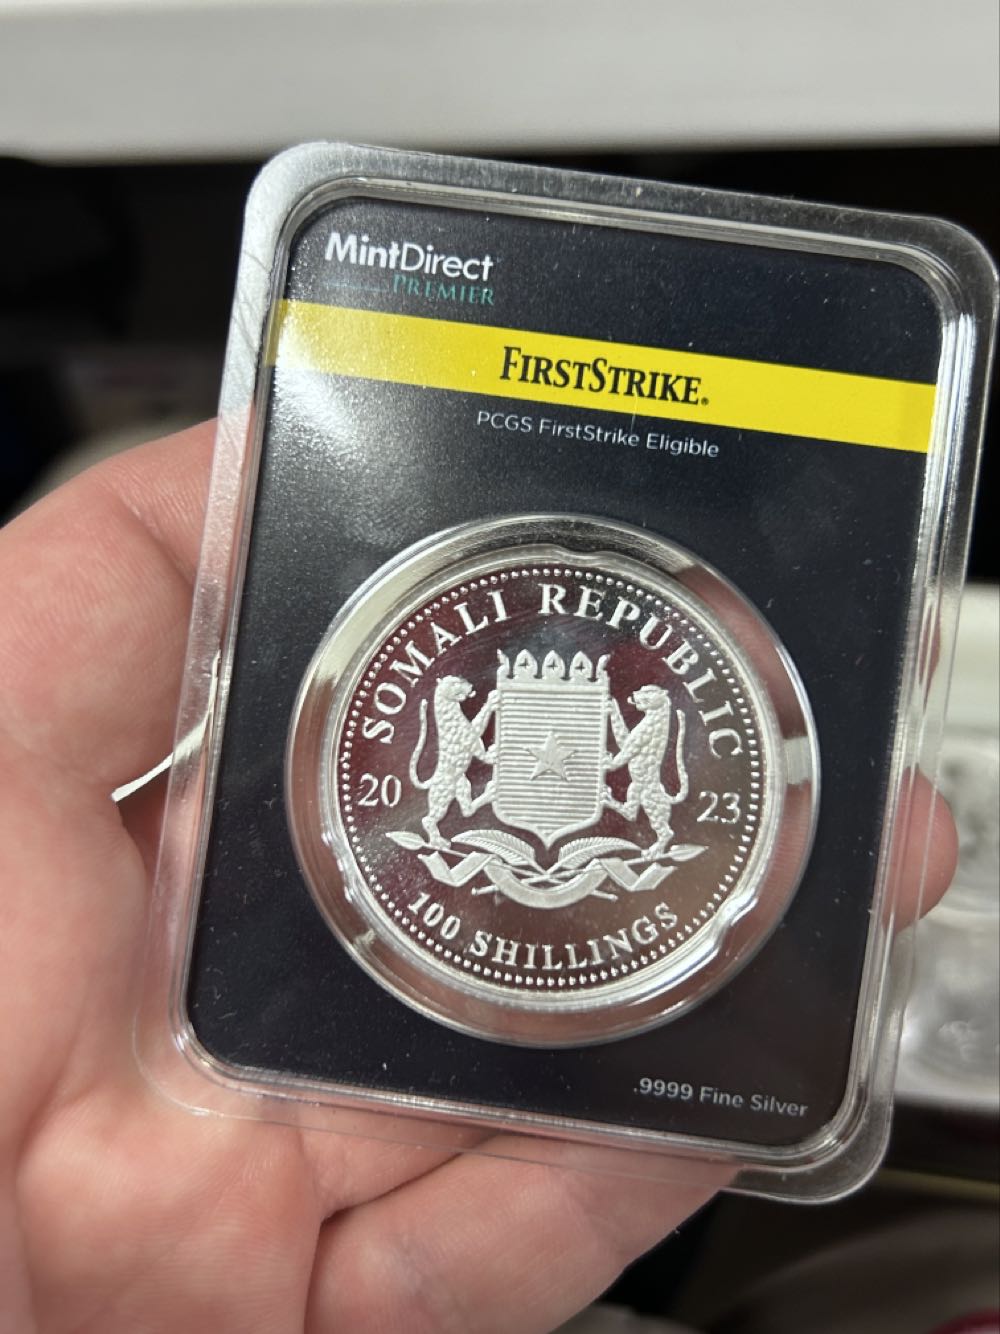 MintDirect
PREMIER
FIRSTSTRIKE®
PCGS FirstStrike Eligible
SOMALI REPUBLIC
20 23
100 SHILLINGS
.9999 Fine Silver